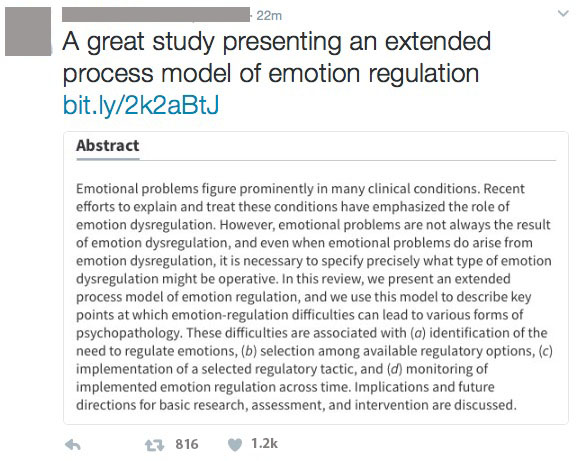 22m
A great study presenting an extended
process model of emotion regulation
bit.ly/2k2aBtJ
Abstract
Emotional problems figure prominently in many clinical conditions. Recent
efforts to explain and treat these conditions have emphasized the role of
emotion dysregulation. However, emotional problems are not always the result
of emotion dysregulation, and even when emotional problems do arise from
emotion dysregulation, it is necessary to specify precisely what type of emotion
dysregulation might be operative. In this review, we present an extended
process model of emotion regulation, and we use this model to describe key
points at which emotion-regulation difficulties can lead to various forms of
psychopathology. These difficulties are associated with (a) identification of the
need to regulate emotions, (b) selection among available regulatory options, (c)
implementation of a selected regulatory tactic, and (d) monitoring of
implemented emotion regulation across time. Implications and future
directions for basic research, assessment, and intervention are discussed.
816 1.2k